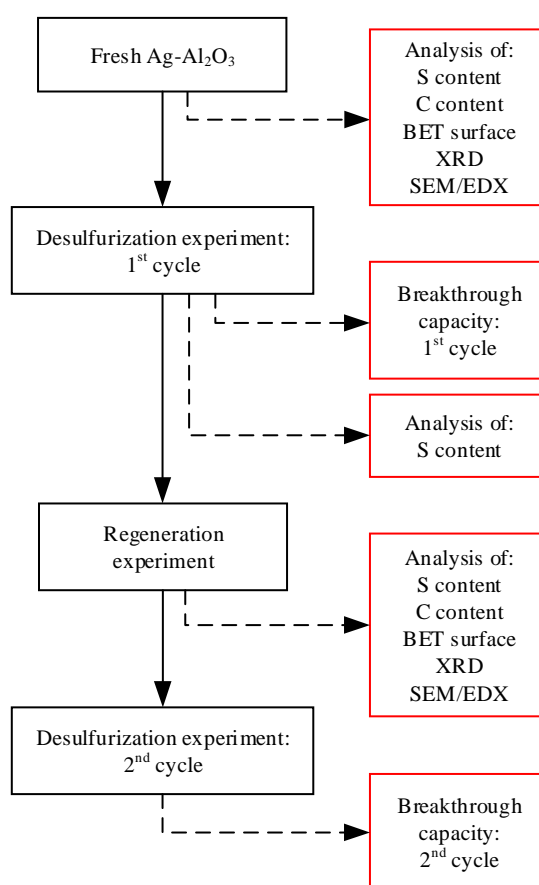 Fresh Ag-Al₂O₃
Analysis of:
S content
C content
BET surface
XRD
SEM/EDX
Desulfurization experiment:
1ˢᵗ cycle
Breakthrough
capacity:
1ˢᵗ cycle
Analysis of:
S content
Regeneration
experiment
Analysis of:
S content
C content
BET surface
XRD
SEM/EDX
Desulfurization experiment:
2ⁿᵈ cycle
Breakthrough
capacity:
2ⁿᵈ cycle